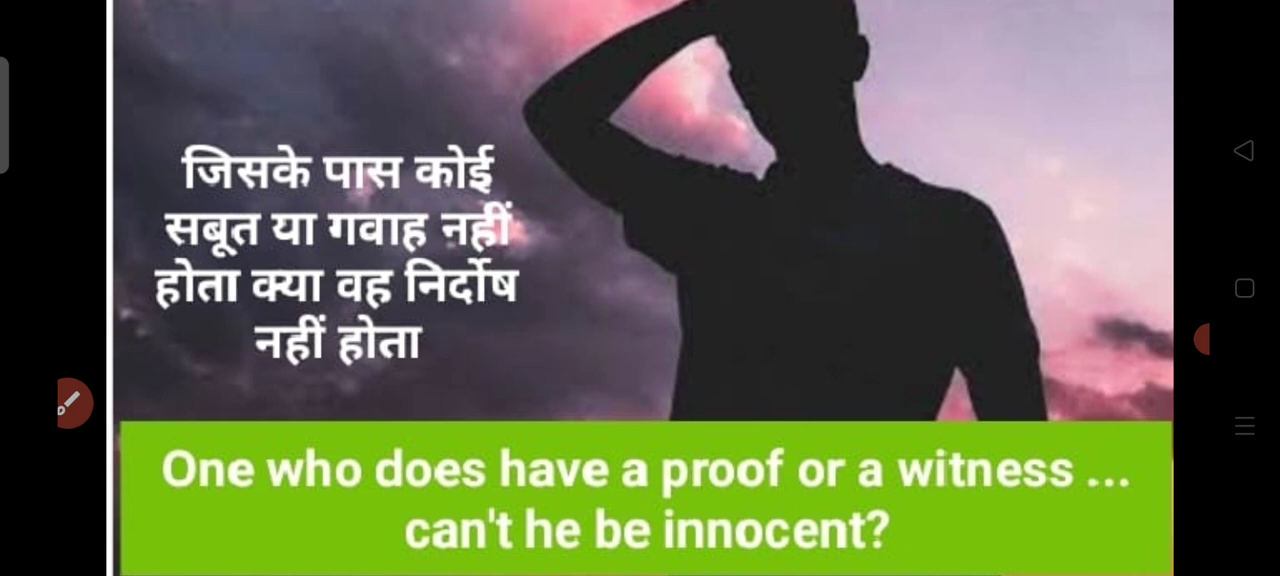 जिसके पास कोई
सबूत या गवाह नहीं
होता क्या वह निर्दोष
नहीं होता
One who does have a proof or a witness ...
can't he be innocent?